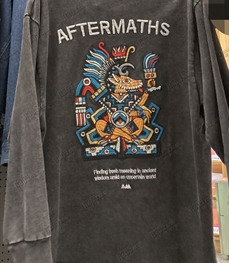 AFTERMATHS
Finding fresh meaning in ancient
wisdom amid an uncertain world